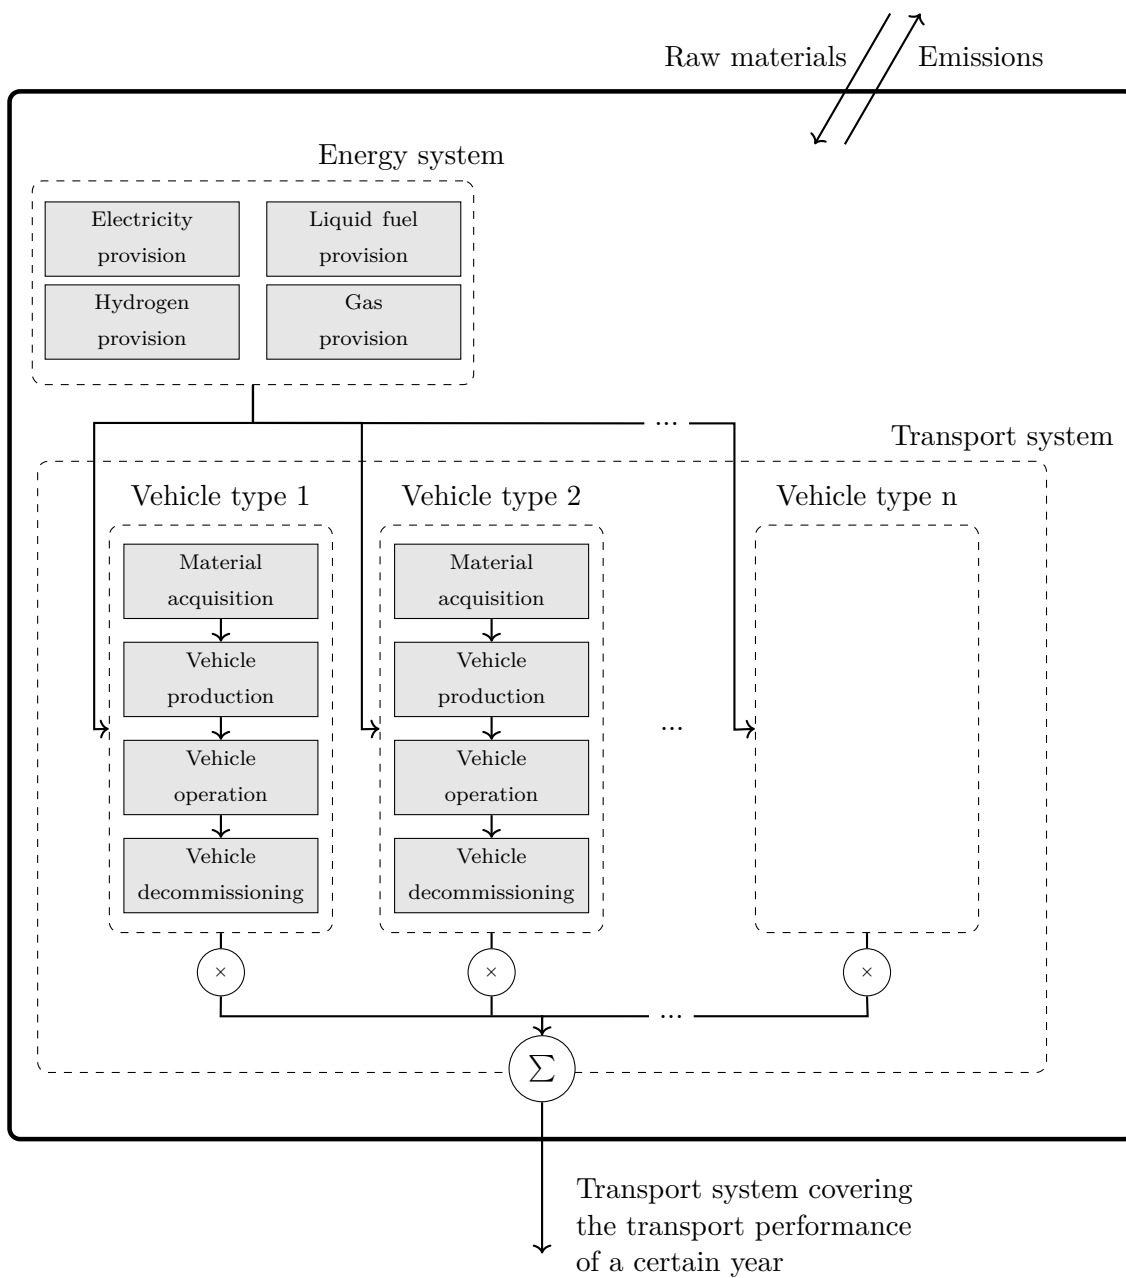 Raw materials
Emissions
Energy system
Electricity
provision
Liquid fuel
provision
Hydrogen
provision
Gas
provision
...
Transport system
Vehicle type 1
Vehicle type 2
Vehicle type n
Material
acquisition
Vehicle
production
Vehicle
operation
Vehicle
decommissioning
Material
acquisition
Vehicle
production
Vehicle
operation
Vehicle
decommissioning
...
×
×
×
...
∑
Transport system covering
the transport performance
of a certain year